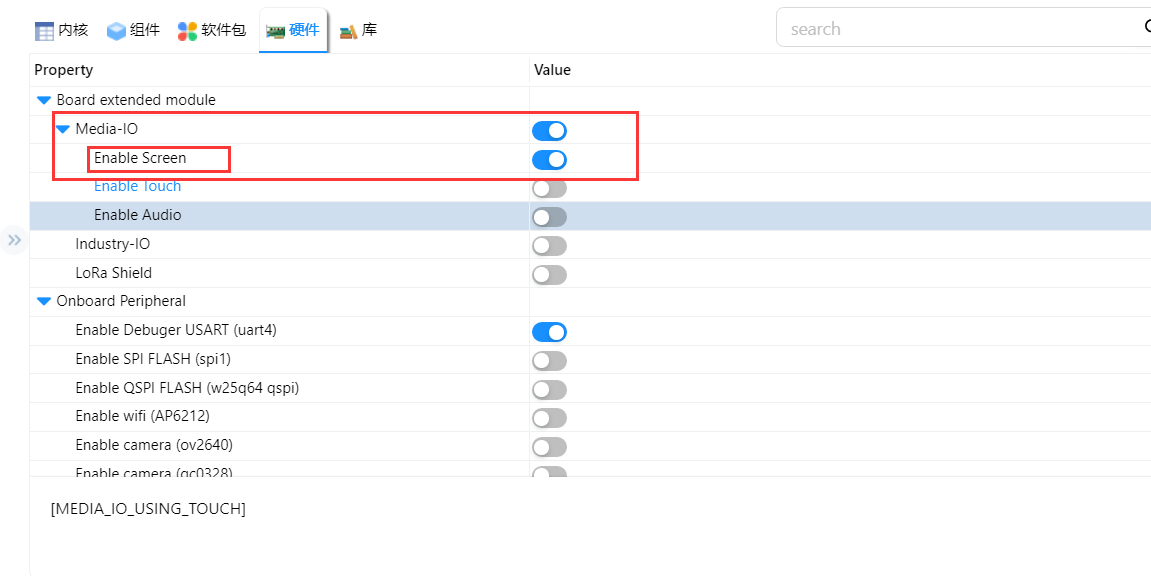 内核 组件 软件包 硬件 库 search
Property Value
Board extended module
Media-IO
Enable Screen
Enable Touch
Enable Audio
Industry-IO
LoRa Shield
Onboard Peripheral
Enable Debuger USART (uart4)
Enable SPI FLASH (spi1)
Enable QSPI FLASH (w25q64 qspi)
Enable wifi (AP6212)
Enable camera (ov2640)
Enable camera (gc0328)
[MEDIA_IO_USING_TOUCH]